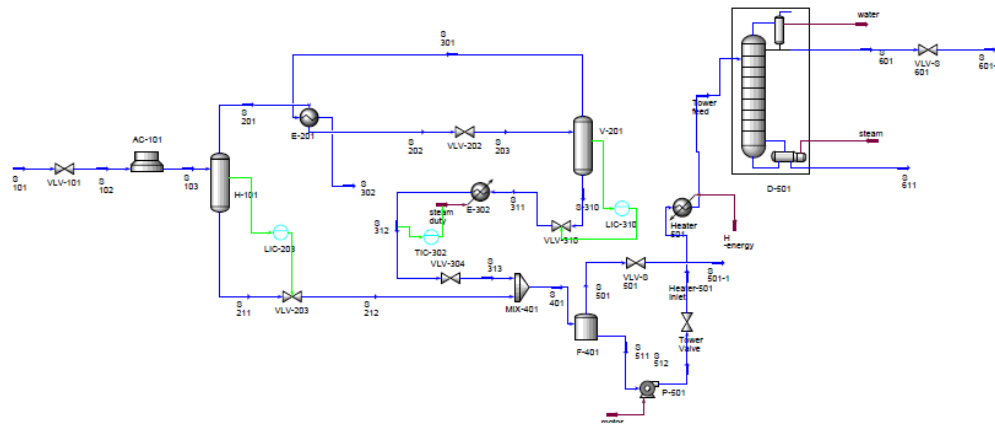 S
301
water
S
601
VLV-S
601
S
601-
Tower
feed
AC-101
S
201
E-201
V-201
S
202
VLV-202
S
203
steam
S
101
VLV-101
S
102
S
103
H-101
S
302
D-501
S
611
E-302
S
311
S-310
steam
duty
LIC-310
Heater
501
S
312
TIC-302
VLV-310
H
-energy
LIC-203
VLV-304
S
313
VLV-S
501
S
501-1
S
211
VLV-203
S
212
MIX-401
S
401
S
501
Heater-501
Inlet
F-401
S
511
S
512
Tower
Valve
P-501
motor